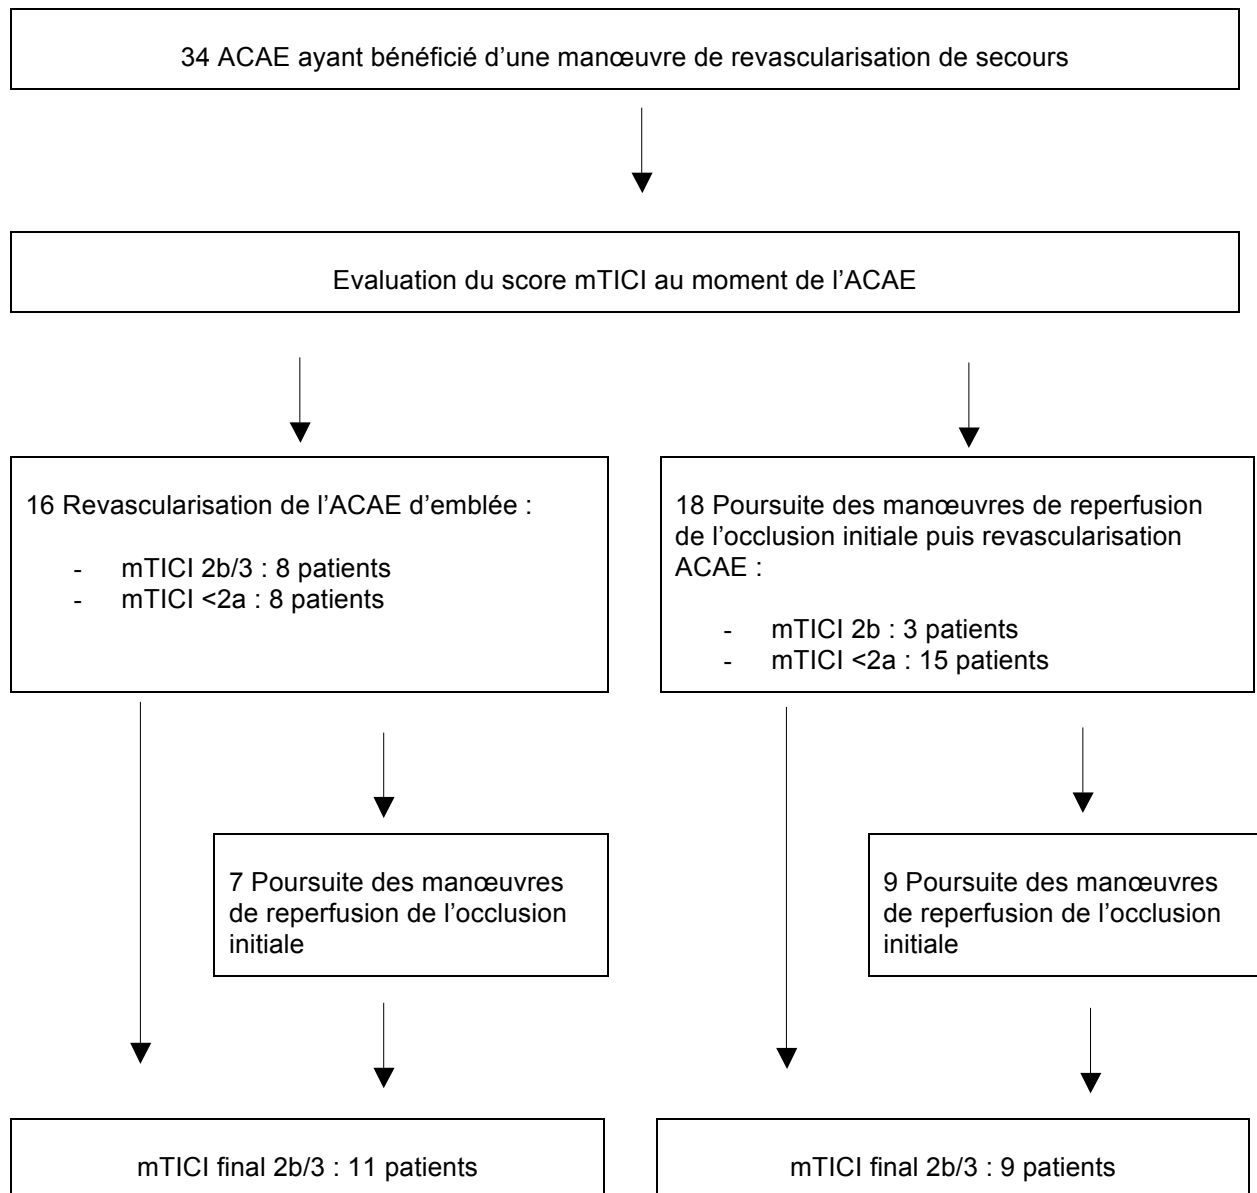 34 ACAE ayant bénéficié d’une manœuvre de revascularisation de secours
Evaluation du score mTICI au moment de l’ACAE
16 Revascularisation de l’ACAE d’emblée :
- mTICI 2b/3 : 8 patients
- mTICI <2a : 8 patients
18 Poursuite des manœuvres de reperfusion
de l’occlusion initiale puis revascularisation
ACAE :
- mTICI 2b : 3 patients
- mTICI <2a : 15 patients
7 Poursuite des manœuvres
de reperfusion de l’occlusion
initiale
9 Poursuite des manœuvres
de reperfusion de l’occlusion
initiale
mTICI final 2b/3 : 11 patients
mTICI final 2b/3 : 9 patients